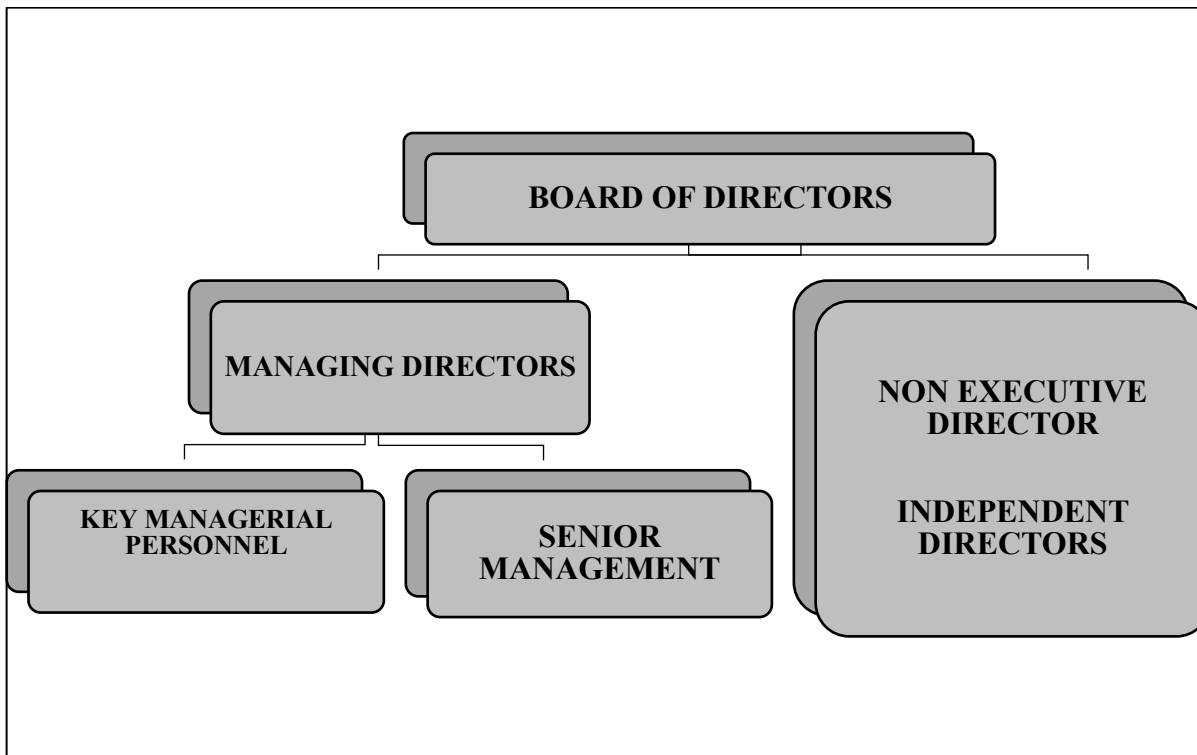 BOARD OF DIRECTORS
MANAGING DIRECTORS
KEY MANAGERIAL
PERSONNEL
SENIOR
MANAGEMENT
NON EXECUTIVE
DIRECTOR
INDEPENDENT
DIRECTORS